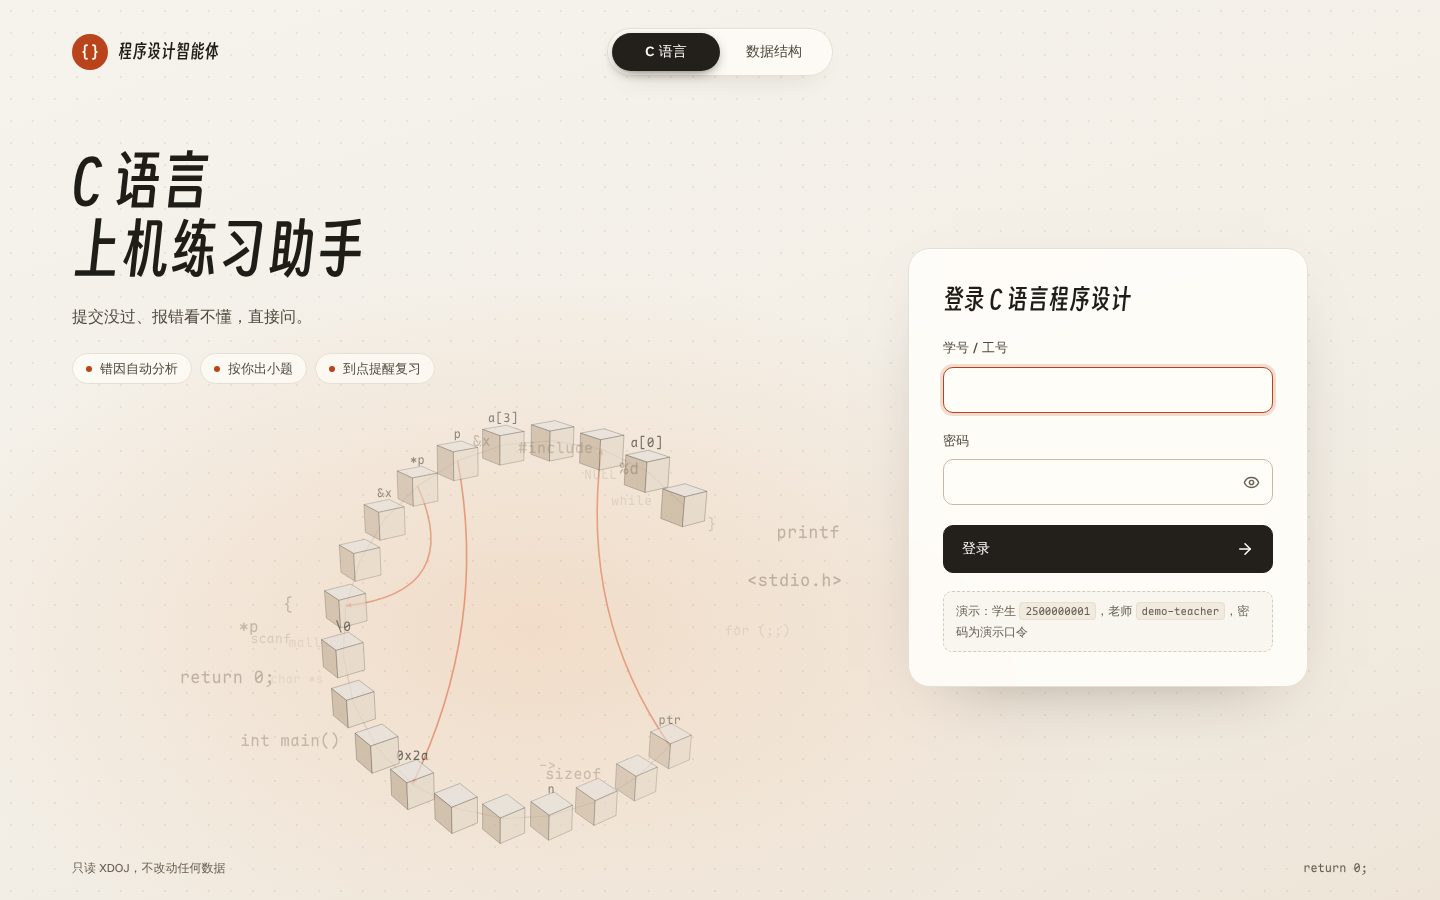 {} 程序设计智能体
C 语言
数据结构
C 语言
上机练习助手
提交没过、报错看不懂，直接问。
错因自动分析
按你出小题
到点提醒复习
登录 C 语言程序设计
学号 / 工号
密码
登录
演示：学生 2500000001，老师 demo-teacher，密
码为演示口令
a[3]
p
&x
#include
a[0]
*p
NULL
%d
&x
while
}
printf
<stdio.h>
{
\0
*p
scanf
for (;;)
return 0;
char *s
ptr
int main()
0x2a
->
sizeof
n
只读 XDOJ，不改动任何数据
return 0;